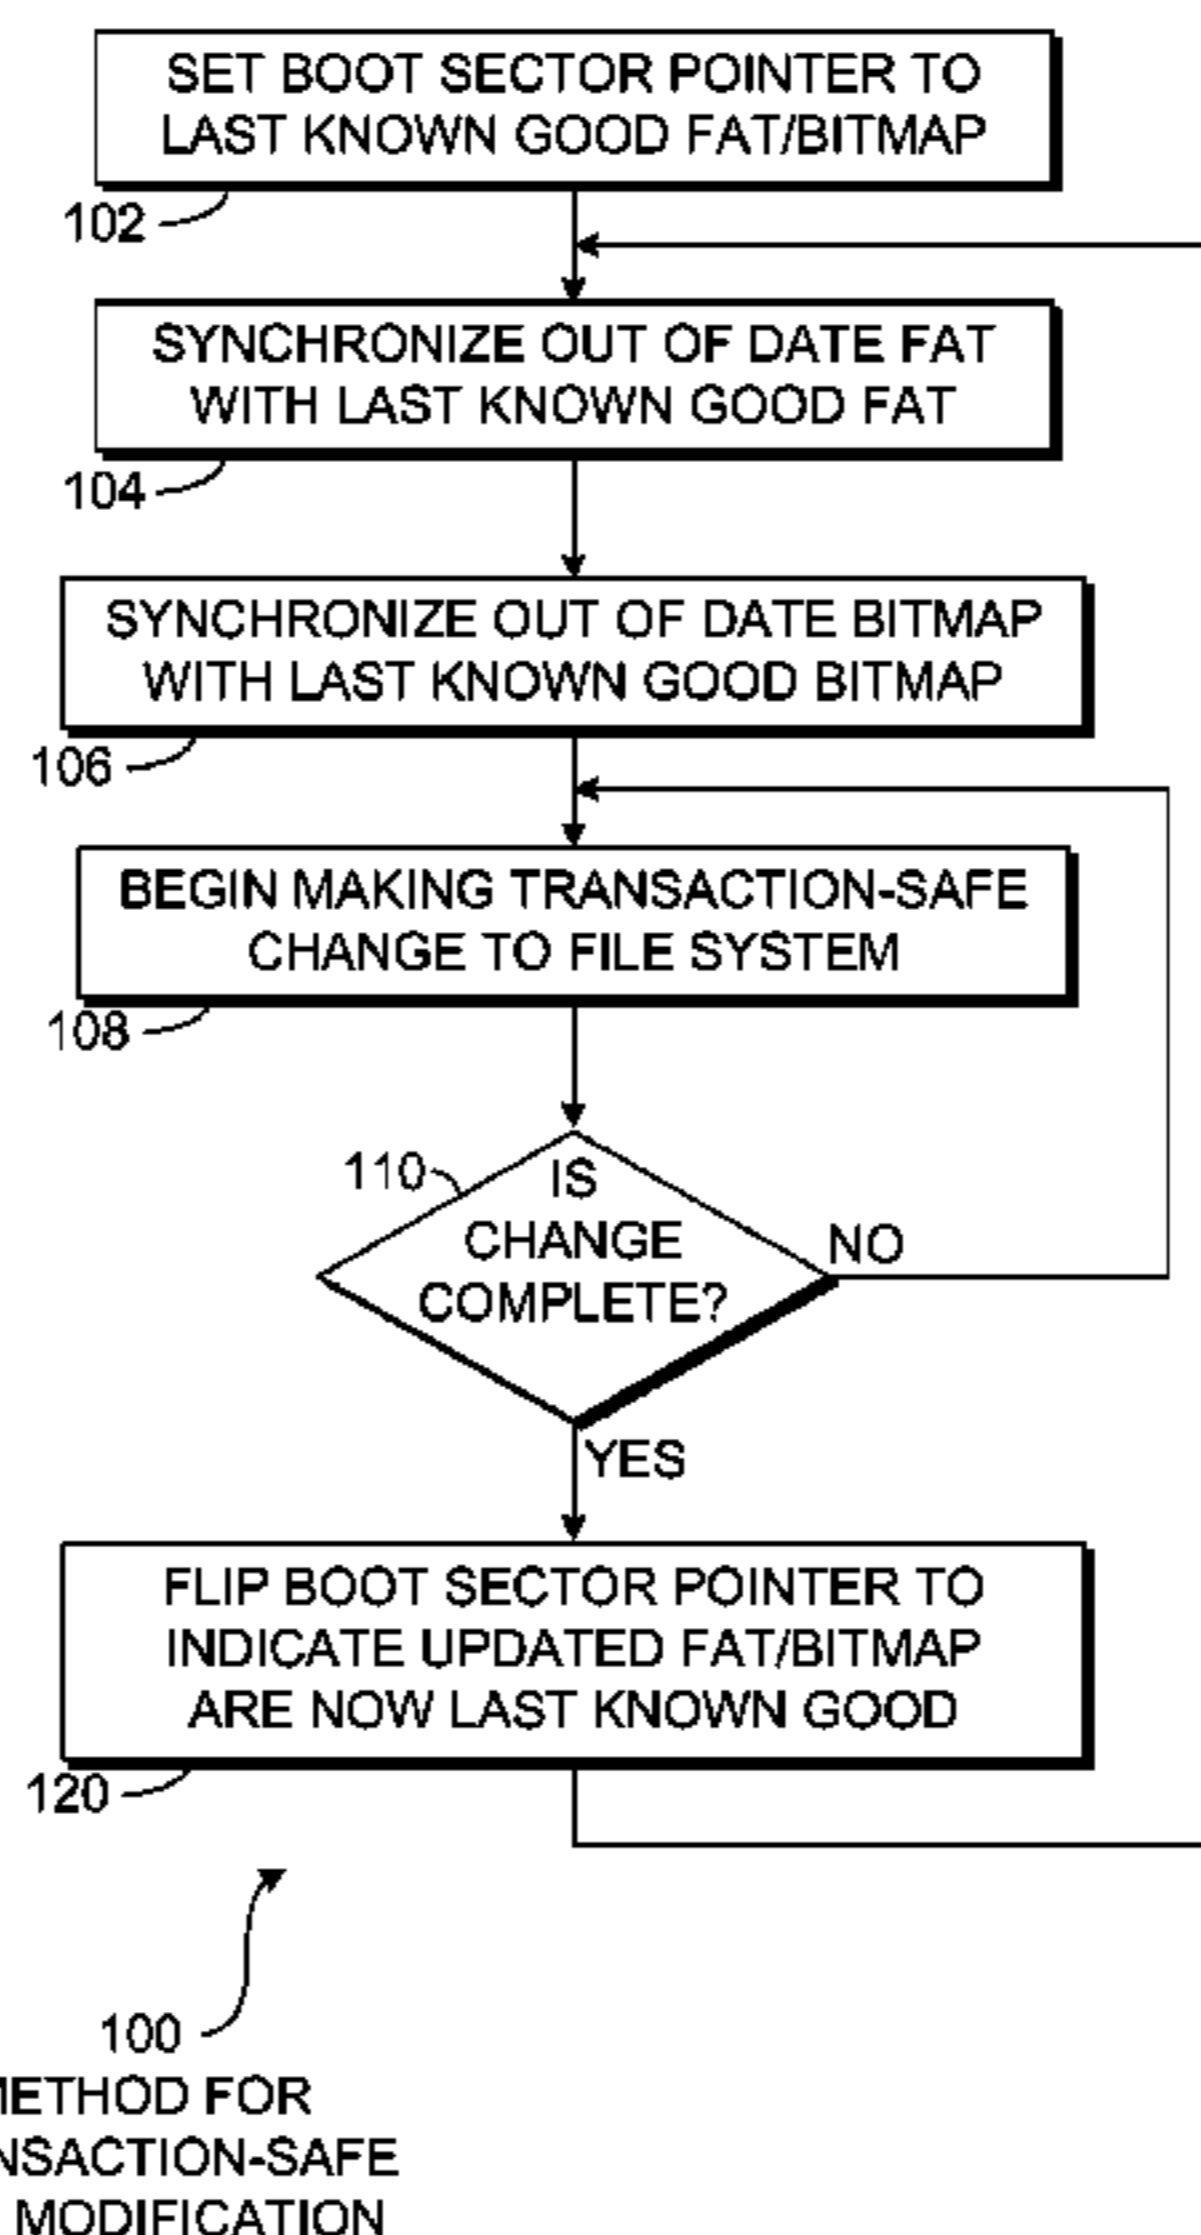 SET BOOT SECTOR POINTER TO
LAST KNOWN GOOD FAT/BITMAP
102
SYNCHRONIZE OUT OF DATE FAT
WITH LAST KNOWN GOOD FAT
104
SYNCHRONIZE OUT OF DATE BITMAP
WITH LAST KNOWN GOOD BITMAP
106
BEGIN MAKING TRANSACTION-SAFE
CHANGE TO FILE SYSTEM
108
110
IS
CHANGE
COMPLETE?
NO
YES
FLIP BOOT SECTOR POINTER TO
INDICATE UPDATED FAT/BITMAP
ARE NOW LAST KNOWN GOOD
120
100
FOR
MODIFICATION